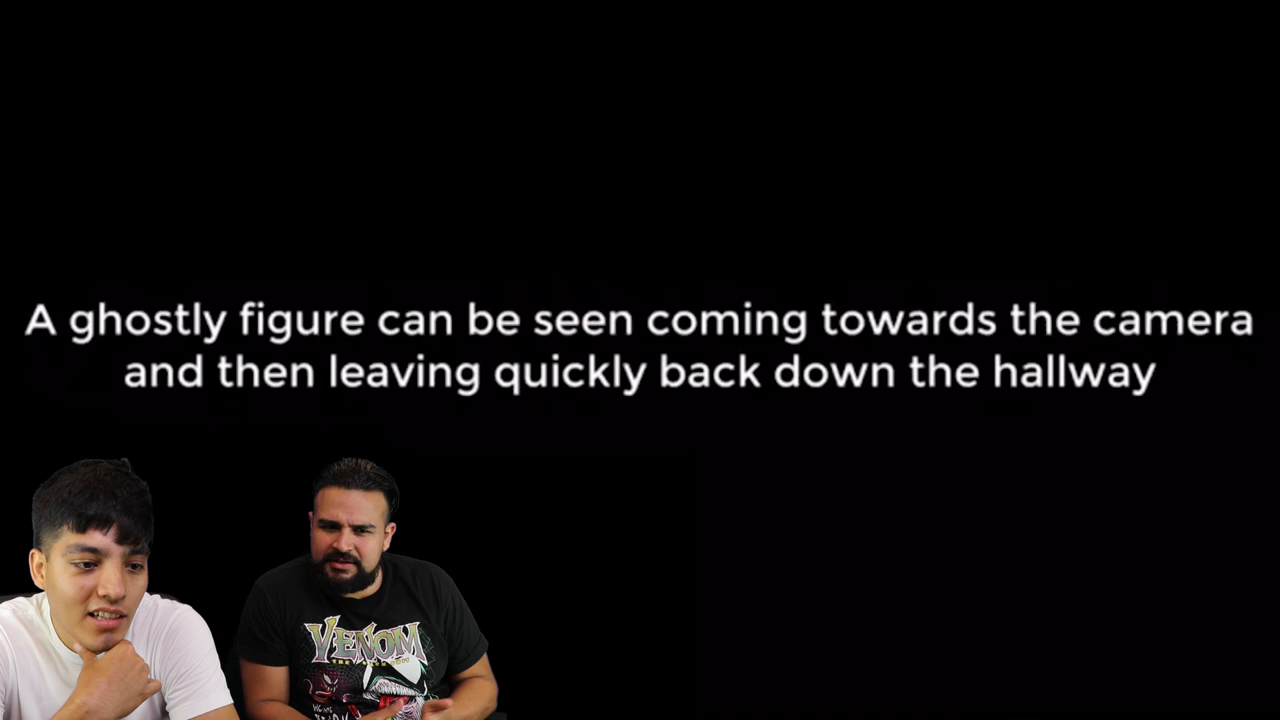 A ghostly figure can be seen coming towards the camera
and then leaving quickly back down the hallway
VENOM